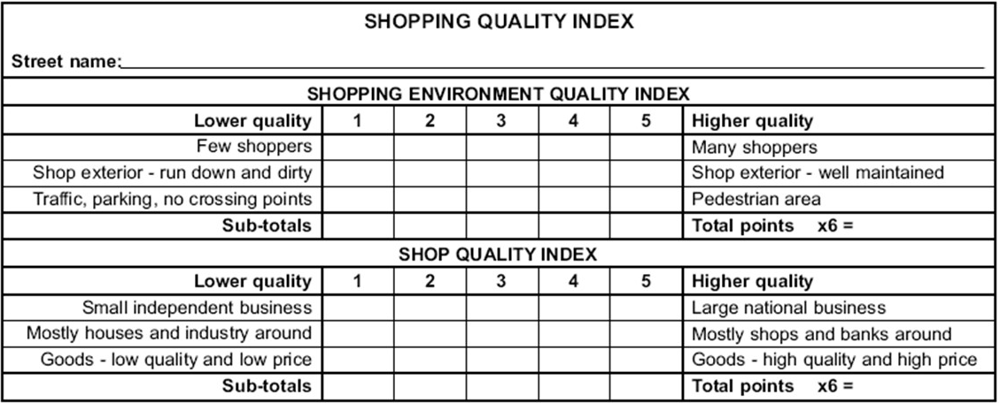 SHOPPING QUALITY INDEX
Street name:
SHOPPING ENVIRONMENT QUALITY INDEX
Lower quality 1 2 3 4 5 Higher quality
Few shoppers Many shoppers
Shop exterior - run down and dirty Shop exterior - well maintained
Traffic, parking, no crossing points Pedestrian area
Sub-totals Total points x6 =
SHOP QUALITY INDEX
Lower quality 1 2 3 4 5 Higher quality
Small independent business Large national business
Mostly houses and industry around Mostly shops and banks around
Goods - low quality and low price Goods - high quality and high price
Sub-totals Total points x6 =